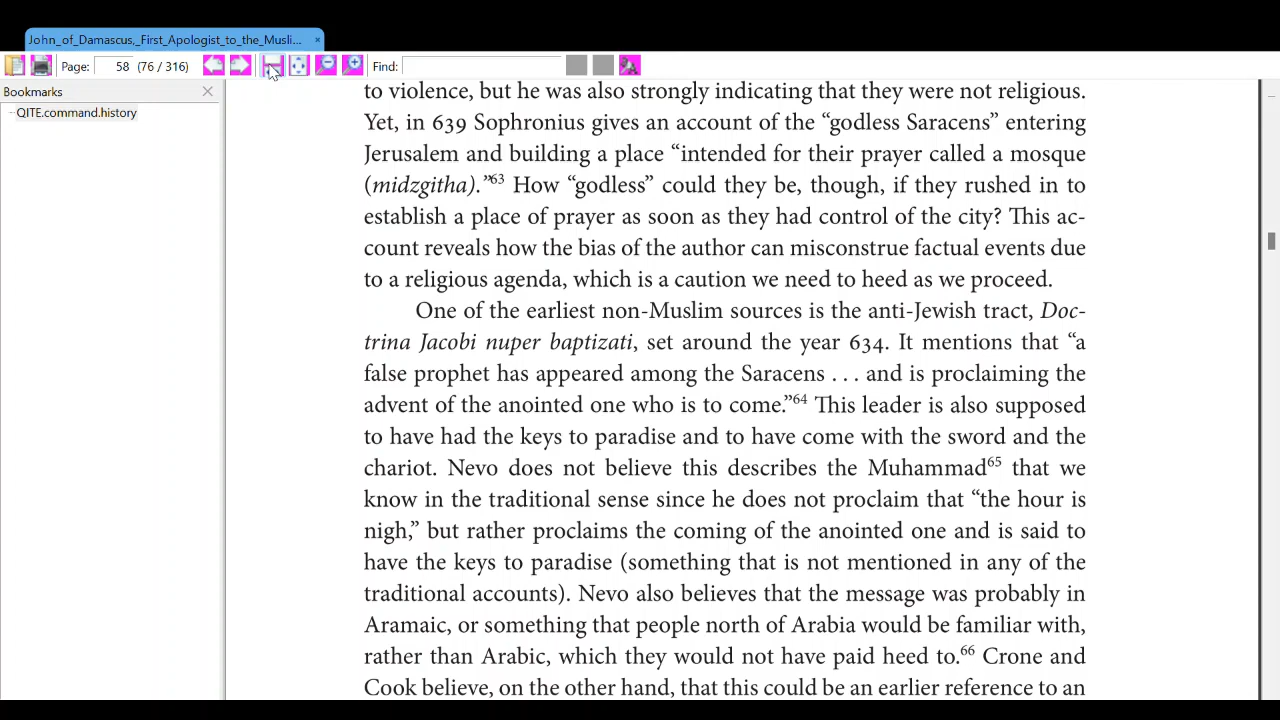 John_of_Damascus,_First_Apologist_to_the_Musli... ×
Page: 58 (76 / 316) Find:
Bookmarks
QITE.command.history
to violence, but he was also strongly indicating that they were not religious.
Yet, in 639 Sophronius gives an account of the “godless Saracens” entering
Jerusalem and building a place “intended for their prayer called a mosque
(midzgitha).”63 How “godless” could they be, though, if they rushed in to
establish a place of prayer as soon as they had control of the city? This ac-
count reveals how the bias of the author can misconstrue factual events due
to a religious agenda, which is a caution we need to heed as we proceed.
One of the earliest non-Muslim sources is the anti-Jewish tract, Doc-
trina Jacobi nuper baptizati, set around the year 634. It mentions that “a
false prophet has appeared among the Saracens . . . and is proclaiming the
advent of the anointed one who is to come.”64 This leader is also supposed
to have had the keys to paradise and to have come with the sword and the
chariot. Nevo does not believe this describes the Muhammad65 that we
know in the traditional sense since he does not proclaim that “the hour is
nigh,” but rather proclaims the coming of the anointed one and is said to
have the keys to paradise (something that is not mentioned in any of the
traditional accounts). Nevo also believes that the message was probably in
Aramaic, or something that people north of Arabia would be familiar with,
rather than Arabic, which they would not have paid heed to.66 Crone and
Cook believe, on the other hand, that this could be an earlier reference to an